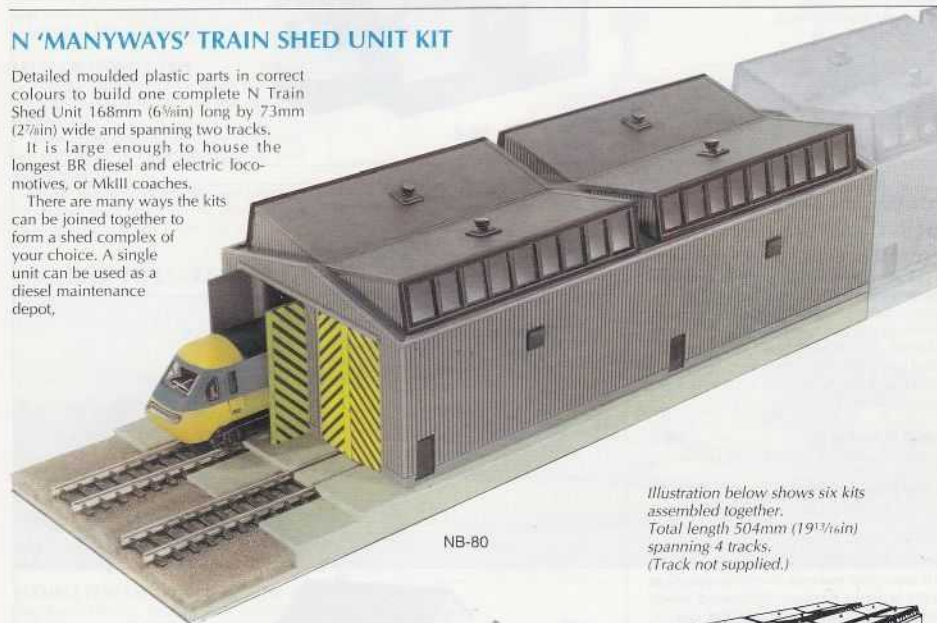 N ‘MANYWAYS’ TRAIN SHED UNIT KIT
Detailed moulded plastic parts in correct
colours to build one complete N Train
Shed Unit 168mm (6⅝in) long by 73mm
(2⅞in) wide and spanning two tracks.
It is large enough to house the
longest BR diesel and electric loco-
motives, or MkIII coaches.
There are many ways the kits
can be joined together to
form a shed complex of
your choice. A single
unit can be used as a
diesel maintenance
depot,
NB-80
Illustration below shows six kits
assembled together.
Total length 504mm (19¹³/₁₆in)
spanning 4 tracks.
(Track not supplied.)